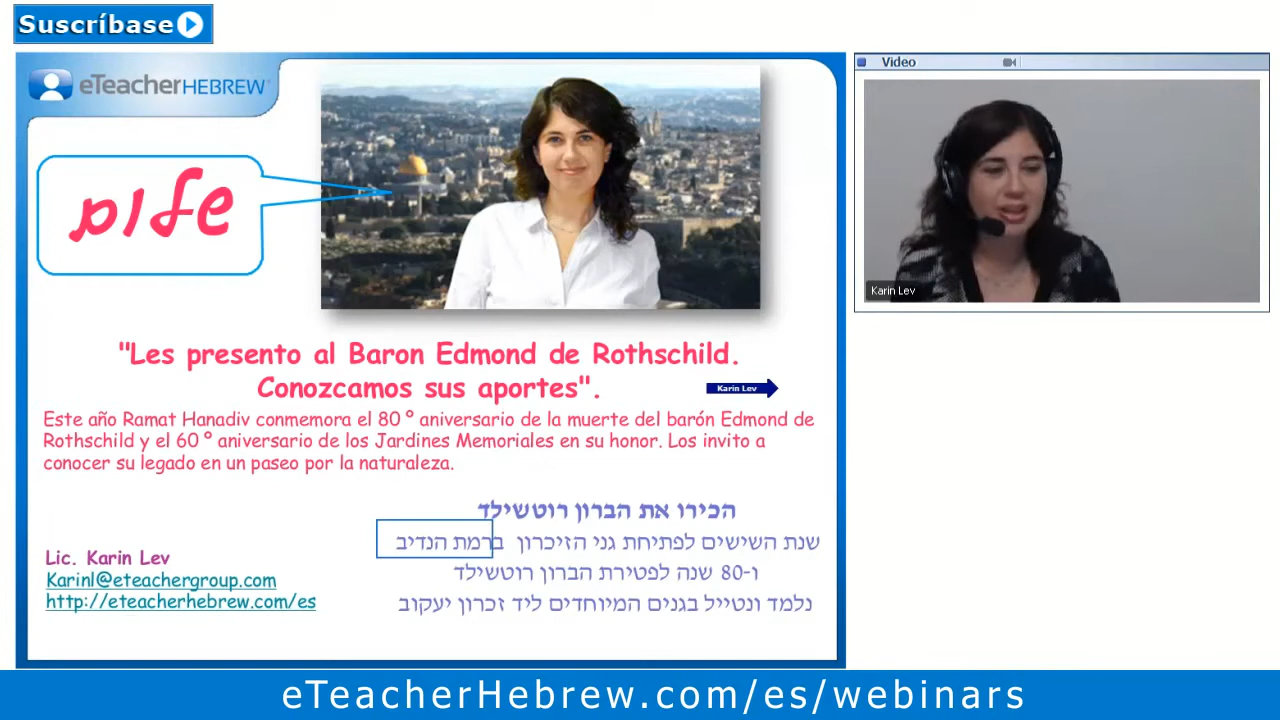 Suscríbase
eTeacherHEBREW
Video
שלום
Karin Lev
"Les presento al Baron Edmond de Rothschild.
Conozcamos sus aportes".
Karin Lev
Este año Ramat Hanadiv conmemora el 80 º aniversario de la muerte del barón Edmond de
Rothschild y el 60 º aniversario de los Jardines Memoriales en su honor. Los invito a
conocer su legado en un paseo por la naturaleza.
הכירו את הברון רוטשילד
שנת השישים לפתיחת גני הזיכרון ברמת הנדיב
ו-80 שנה לפטירת הברון רוטשילד
נלמד ונטייל בגנים המיוחדים ליד זכרון יעקוב
Lic. Karin Lev
Karinl@eteachergroup.com
http://eteacherhebrew.com/es
eTeacherHebrew.com/es/webinars